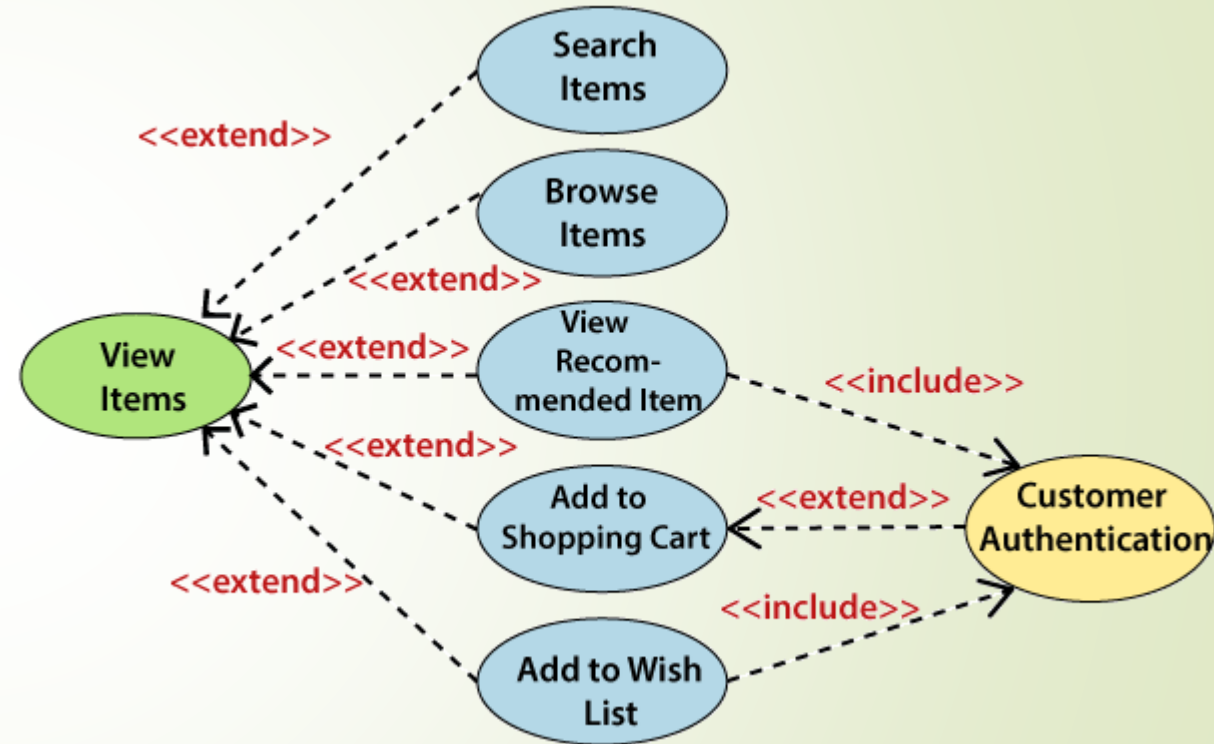 Search
Items
<<extend>>
Browse
Items
<<extend>>
View
Recom-
mended Item
<<extend>>
View
Items
<<include>>
<<extend>>
Add to
Shopping Cart
<<extend>>
Customer
Authentication
<<extend>>
<<include>>
Add to Wish
List